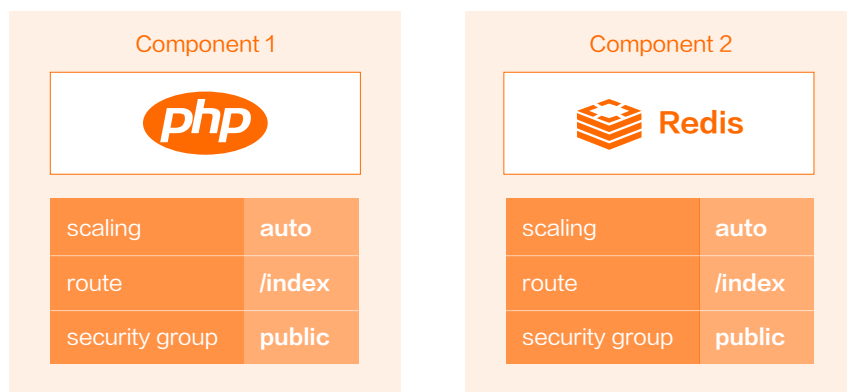 Component 1
php
scaling auto
route /index
security group public
Component 2
Redis
scaling auto
route /index
security group public